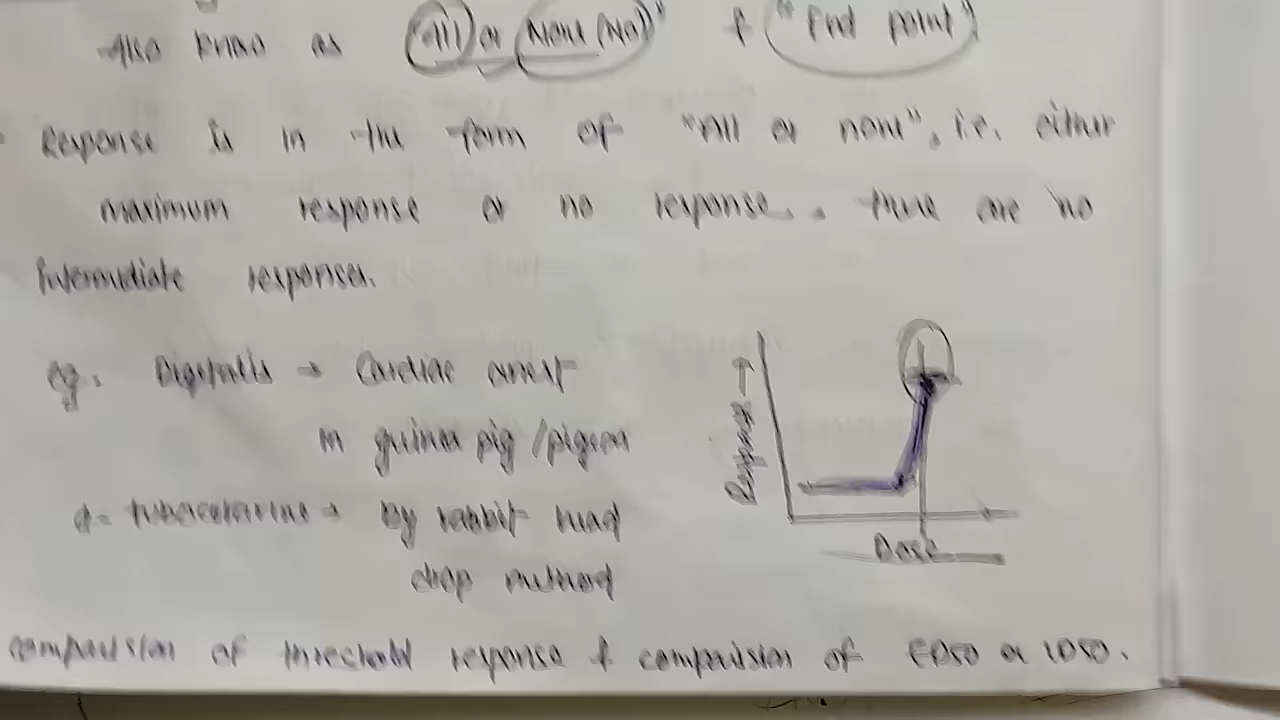 Also known as "All or None (No)" & "End point"
Response is in the form of "All or none", i.e. either
maximum response or no response. there are no
intermediate responses.
eg. Digitalis → Cardiac arrest
in guinea pig / pigeon
d-tubocurarine → By rabbit head
drop method
Response →
Dose
comparision of threshold response & comparision of ED50 or LD50.